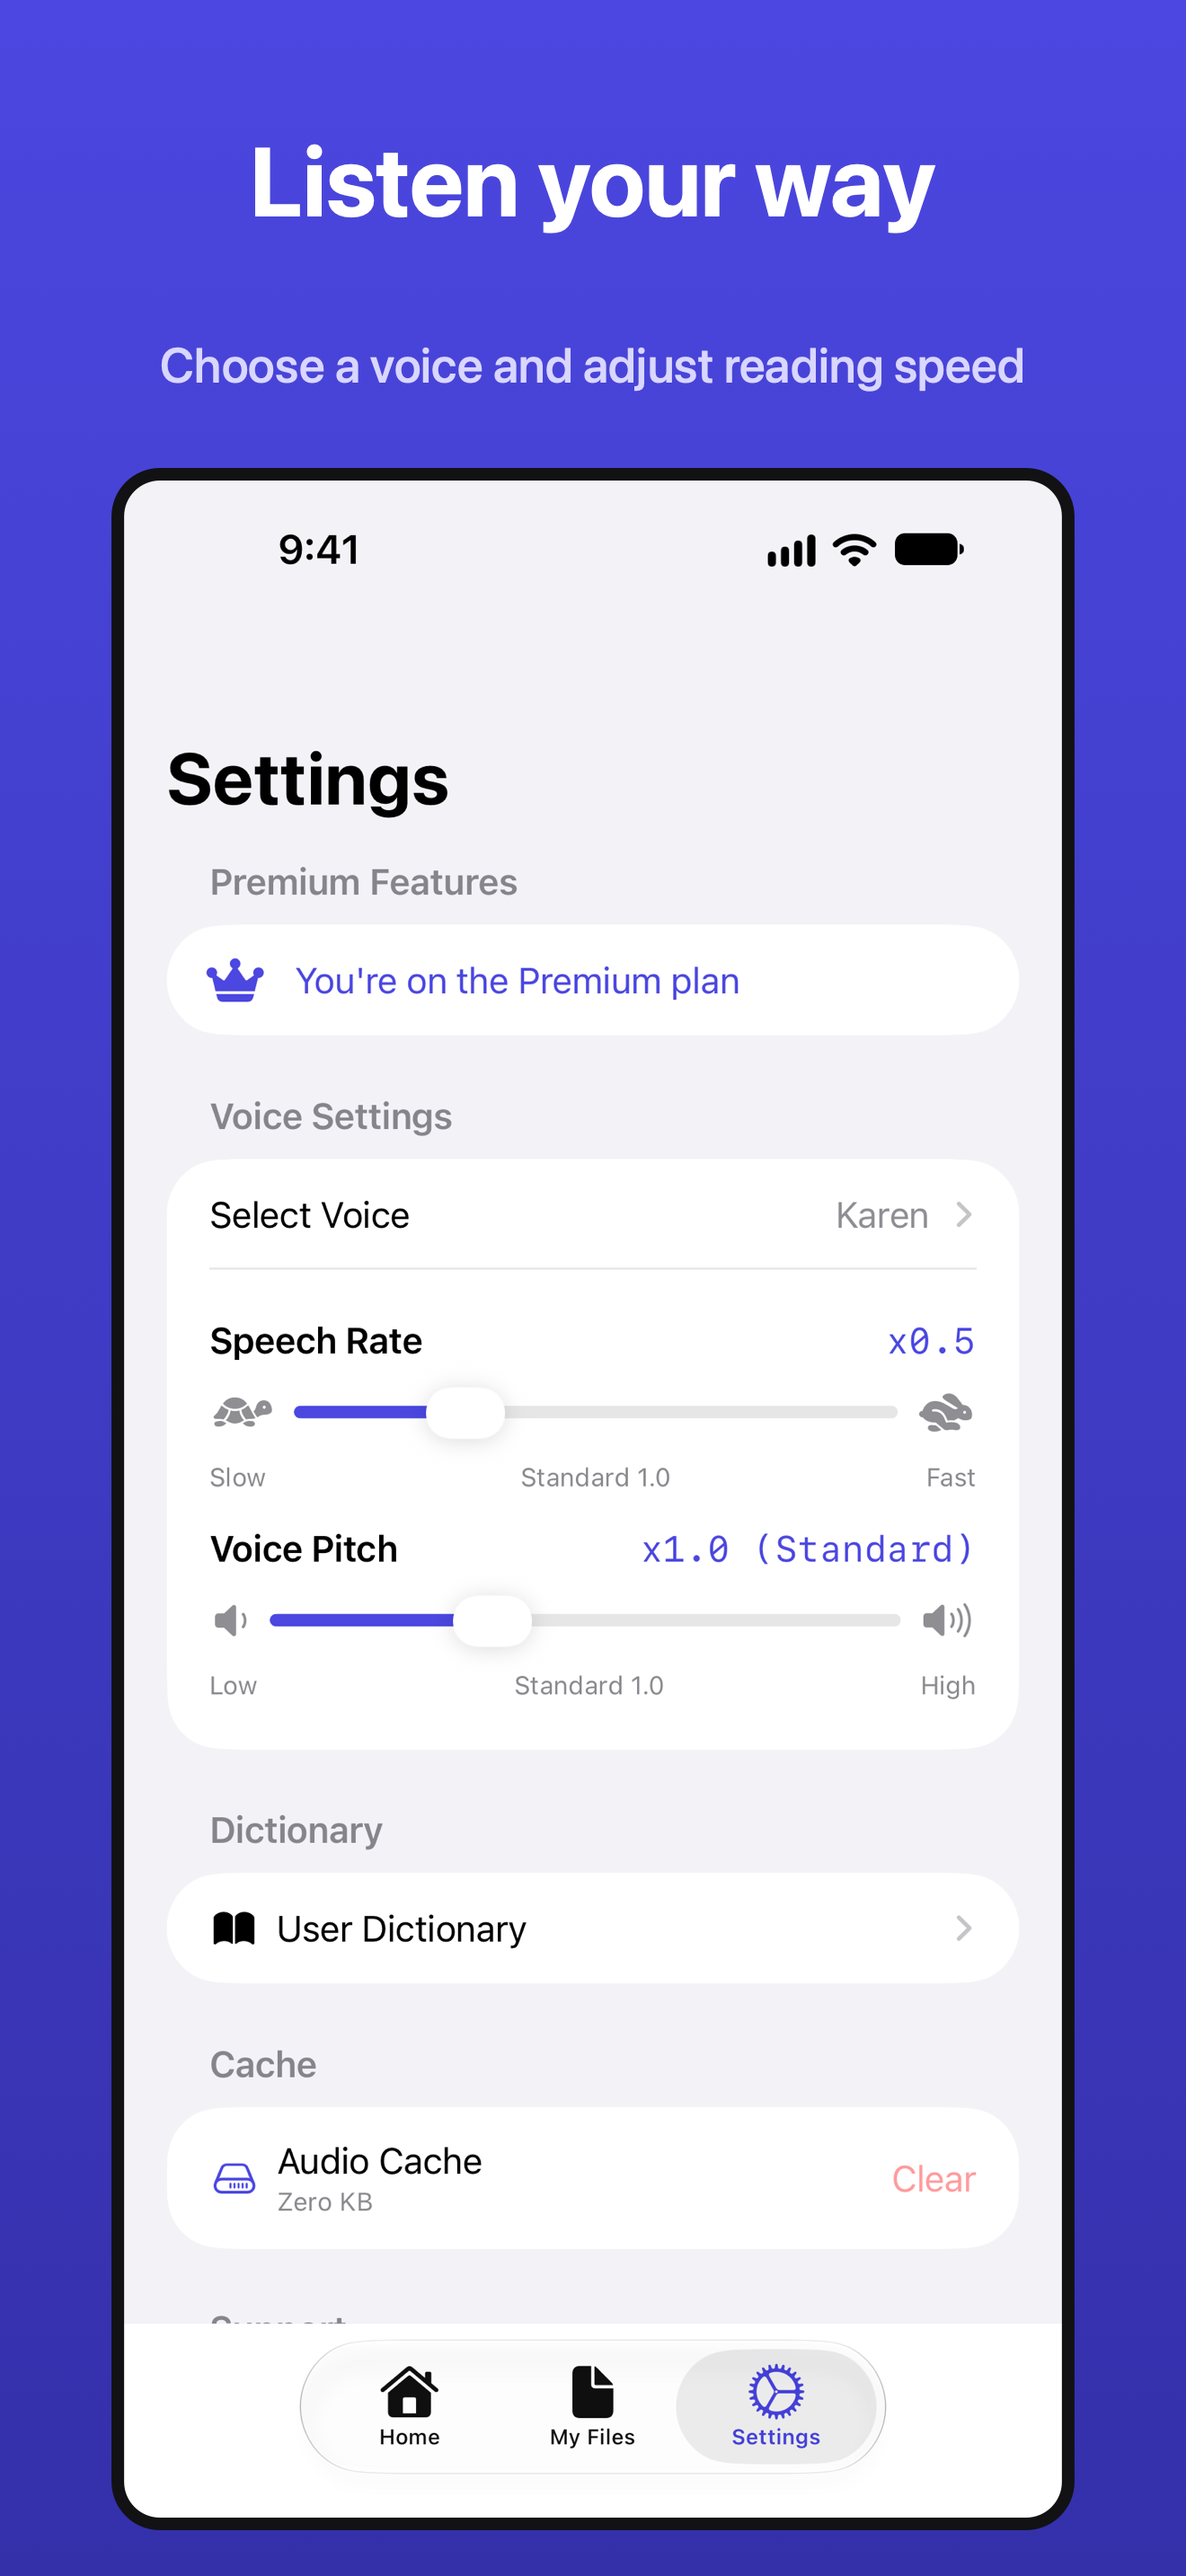 Listen your way
Choose a voice and adjust reading speed
9:41
Settings
Premium Features
You're on the Premium plan
Voice Settings
Select Voice Karen
Speech Rate x0.5
Slow Standard 1.0 Fast
Voice Pitch x1.0 (Standard)
Low Standard 1.0 High
Dictionary
User Dictionary
Cache
Audio Cache
Zero KB
Clear
Home My Files Settings